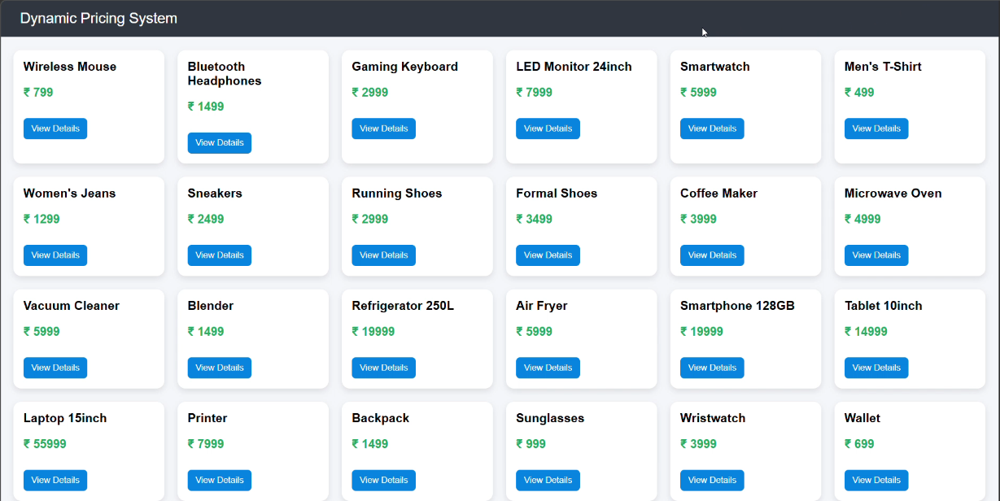 Dynamic Pricing System
Wireless Mouse
₹ 799
View Details
Bluetooth
Headphones
₹ 1499
View Details
Gaming Keyboard
₹ 2999
View Details
LED Monitor 24inch
₹ 7999
View Details
Smartwatch
₹ 5999
View Details
Men's T-Shirt
₹ 499
View Details
Women's Jeans
₹ 1299
View Details
Sneakers
₹ 2499
View Details
Running Shoes
₹ 2999
View Details
Formal Shoes
₹ 3499
View Details
Coffee Maker
₹ 3999
View Details
Microwave Oven
₹ 4999
View Details
Vacuum Cleaner
₹ 5999
View Details
Blender
₹ 1499
View Details
Refrigerator 250L
₹ 19999
View Details
Air Fryer
₹ 5999
View Details
Smartphone 128GB
₹ 19999
View Details
Tablet 10inch
₹ 14999
View Details
Laptop 15inch
₹ 55999
View Details
Printer
₹ 7999
View Details
Backpack
₹ 1499
View Details
Sunglasses
₹ 999
View Details
Wristwatch
₹ 3999
View Details
Wallet
₹ 699
View Details